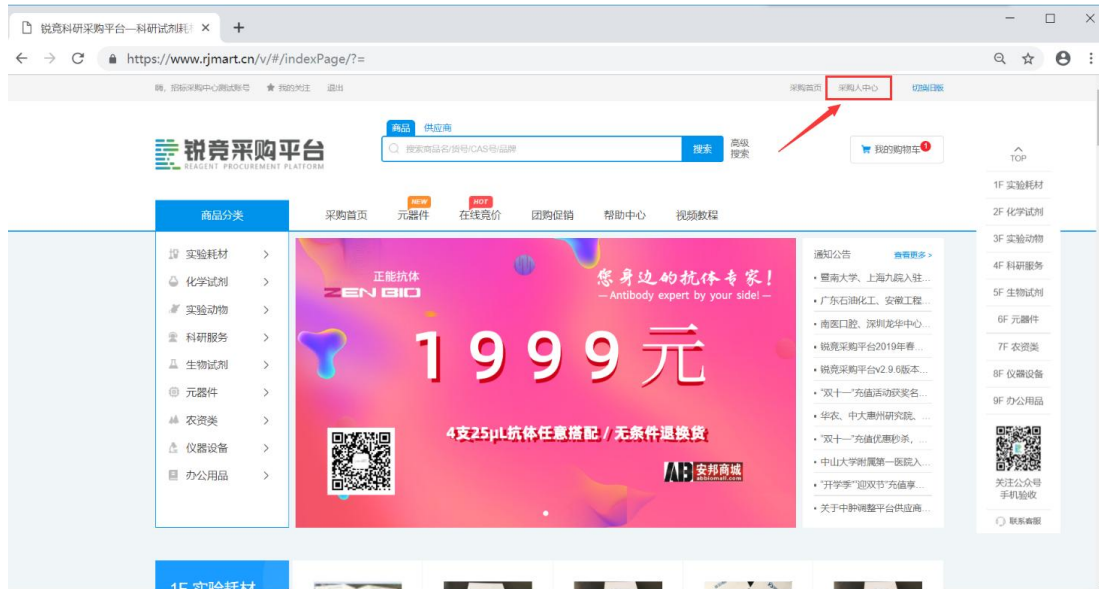 锐竞科研采购平台—科研试剂耗
https://www.rjmart.cn/v/#/indexPage/?=
嗨，招标采购中心测试账号 ★ 我的关注 退出 采购首页 采购人中心 切换旧版
商品 供应商
锐竞采购平台
REAGENT PROCUREMENT PLATFORM
搜索商品名/货号/CAS号/品牌 搜索 高级搜索
我的购物车 1
TOP
NEW HOT
商品分类 采购首页 元器件 在线竞价 团购促销 帮助中心 视频教程
实验耗材 >
化学试剂 >
实验动物 >
科研服务 >
生物试剂 >
元器件 >
农资类 >
仪器设备 >
办公用品 >
正能抗体
ZEN BIO
您身边的抗体专家！
—Antibody expert by your side!—
1999元
4支25μL抗体任意搭配 / 无条件退换货
安邦商城
abbiomall.com
通知公告 查看更多 >
• 暨南大学、上海九院入驻...
• 广东石油化工、安徽工程...
• 南医口腔、深圳龙华中心...
• 锐竞采购平台2019年春...
• 锐竞采购平台v2.9.6版本...
• “双十一”充值活动获奖名...
• 华农、中大惠州研究院、...
• “双十一”充值优惠秒杀，...
• 中山大学附属第一医院入...
• “开学季”“迎双节”充值享...
• 关于中肿调整平台供应商...
1F 实验耗材
2F 化学试剂
3F 实验动物
4F 科研服务
5F 生物试剂
6F 元器件
7F 农资类
8F 仪器设备
9F 办公用品
关注公众号
手机验收
联系客服
1F 实验耗材